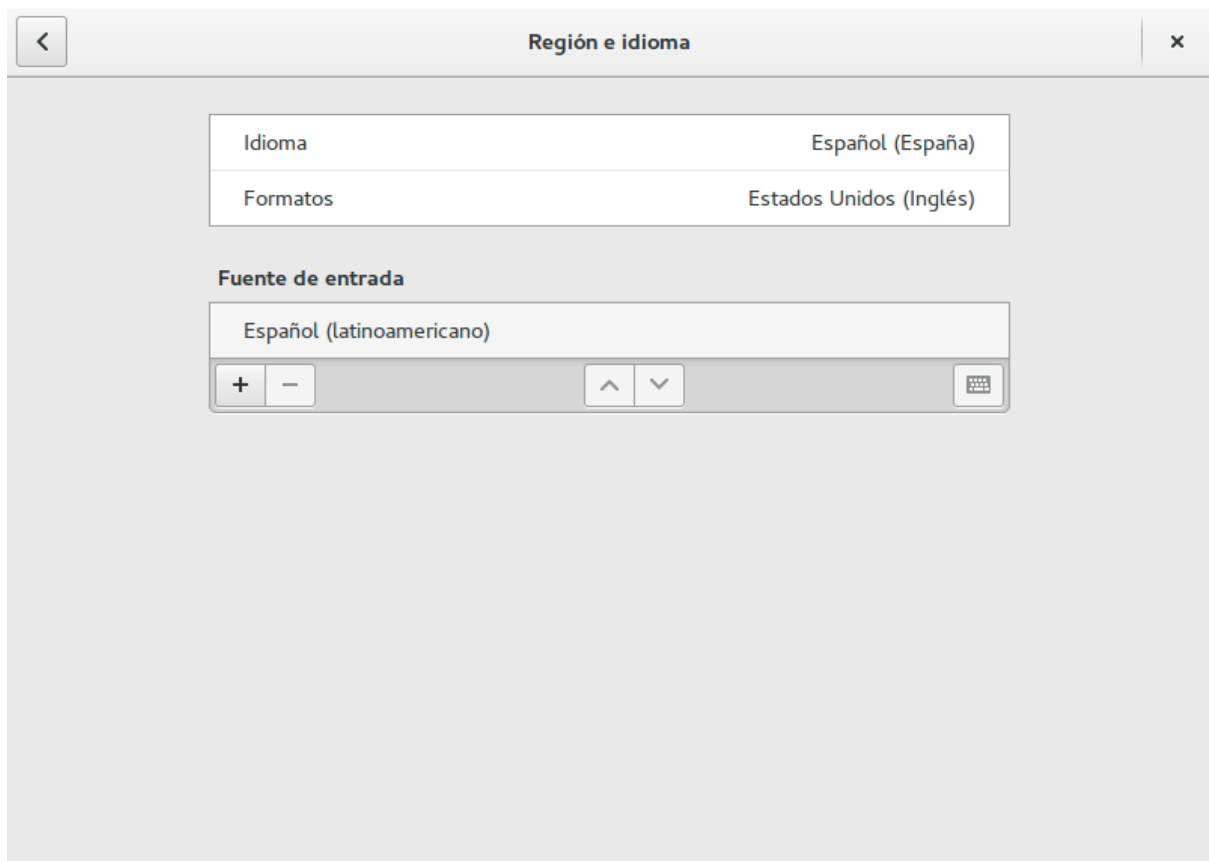 Región e idioma
Idioma Español (España)
Formatos Estados Unidos (Inglés)
Fuente de entrada
Español (latinoamericano)